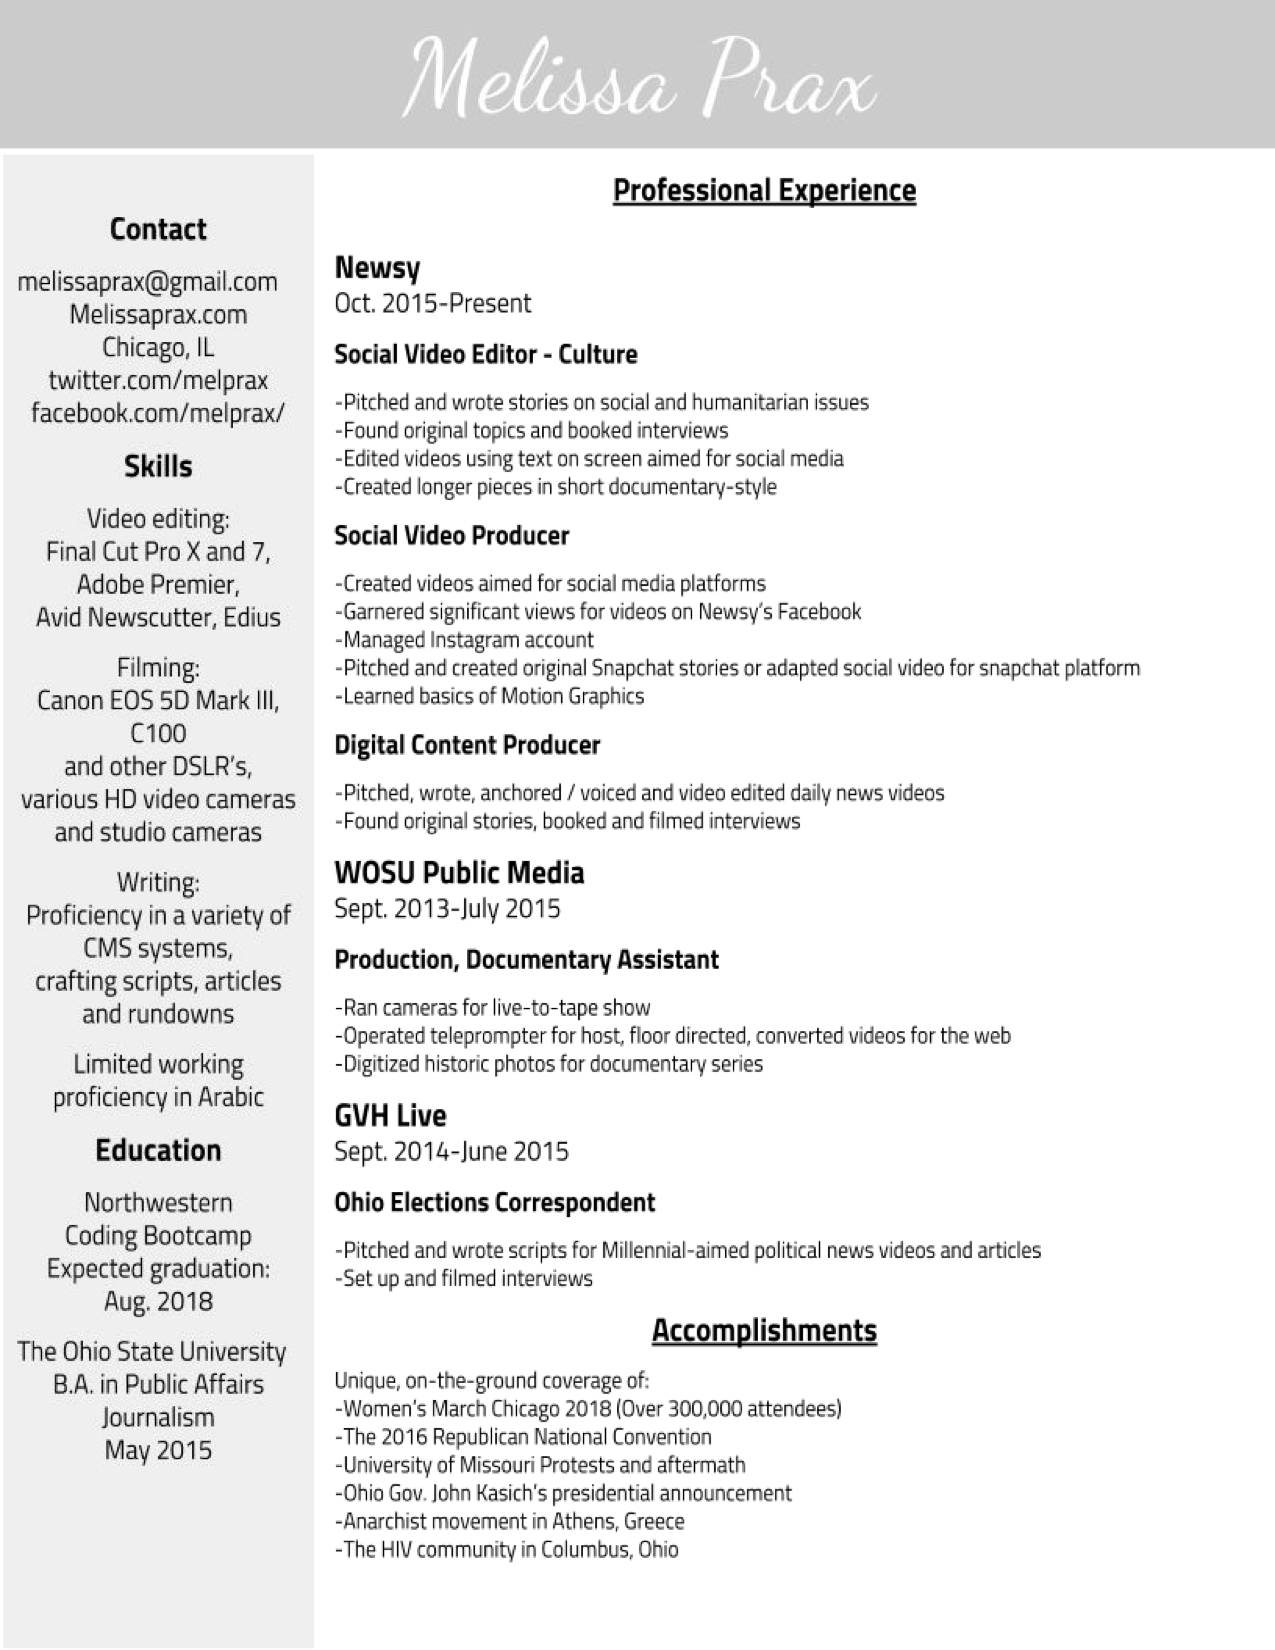 Melissa Prax
Contact
melissaprax@gmail.com
Melissaprax.com
Chicago, IL
twitter.com/melprax
facebook.com/melprax/
Skills
Video editing:
Final Cut Pro X and 7,
Adobe Premier,
Avid Newscutter, Edius
Filming:
Canon EOS 5D Mark III,
C100
and other DSLR's,
various HD video cameras
and studio cameras
Writing:
Proficiency in a variety of
CMS systems,
crafting scripts, articles
and rundowns
Limited working
proficiency in Arabic
Education
Northwestern
Coding Bootcamp
Expected graduation:
Aug. 2018
The Ohio State University
B.A. in Public Affairs
Journalism
May 2015
Professional Experience
Newsy
Oct. 2015-Present
Social Video Editor - Culture
-Pitched and wrote stories on social and humanitarian issues
-Found original topics and booked interviews
-Edited videos using text on screen aimed for social media
-Created longer pieces in short documentary-style
Social Video Producer
-Created videos aimed for social media platforms
-Garnered significant views for videos on Newsy's Facebook
-Managed Instagram account
-Pitched and created original Snapchat stories or adapted social video for snapchat platform
-Learned basics of Motion Graphics
Digital Content Producer
-Pitched, wrote, anchored / voiced and video edited daily news videos
-Found original stories, booked and filmed interviews
WOSU Public Media
Sept. 2013-July 2015
Production, Documentary Assistant
-Ran cameras for live-to-tape show
-Operated teleprompter for host, floor directed, converted videos for the web
-Digitized historic photos for documentary series
GVH Live
Sept. 2014-June 2015
Ohio Elections Correspondent
-Pitched and wrote scripts for Millennial-aimed political news videos and articles
-Set up and filmed interviews
Accomplishments
Unique, on-the-ground coverage of:
-Women's March Chicago 2018 (Over 300,000 attendees)
-The 2016 Republican National Convention
-University of Missouri Protests and aftermath
-Ohio Gov. John Kasich's presidential announcement
-Anarchist movement in Athens, Greece
-The HIV community in Columbus, Ohio